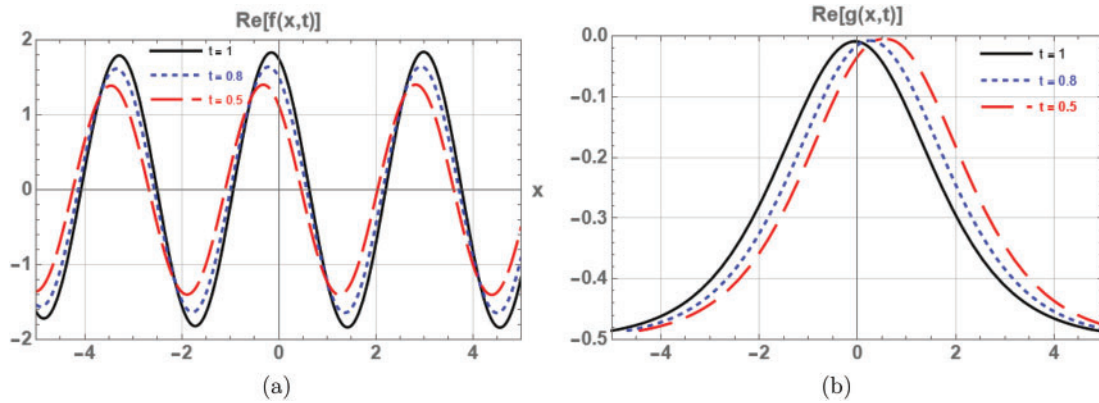 Re[f(x,t)]
2
1
0
−1
−2
−4
−2
0
2
4
t = 1
t = 0.8
t = 0.5
x
(a)
Re[g(x,t)]
0.0
−0.1
−0.2
−0.3
−0.4
−0.5
−4
−2
0
2
4
t = 1
t = 0.8
t = 0.5
(b)